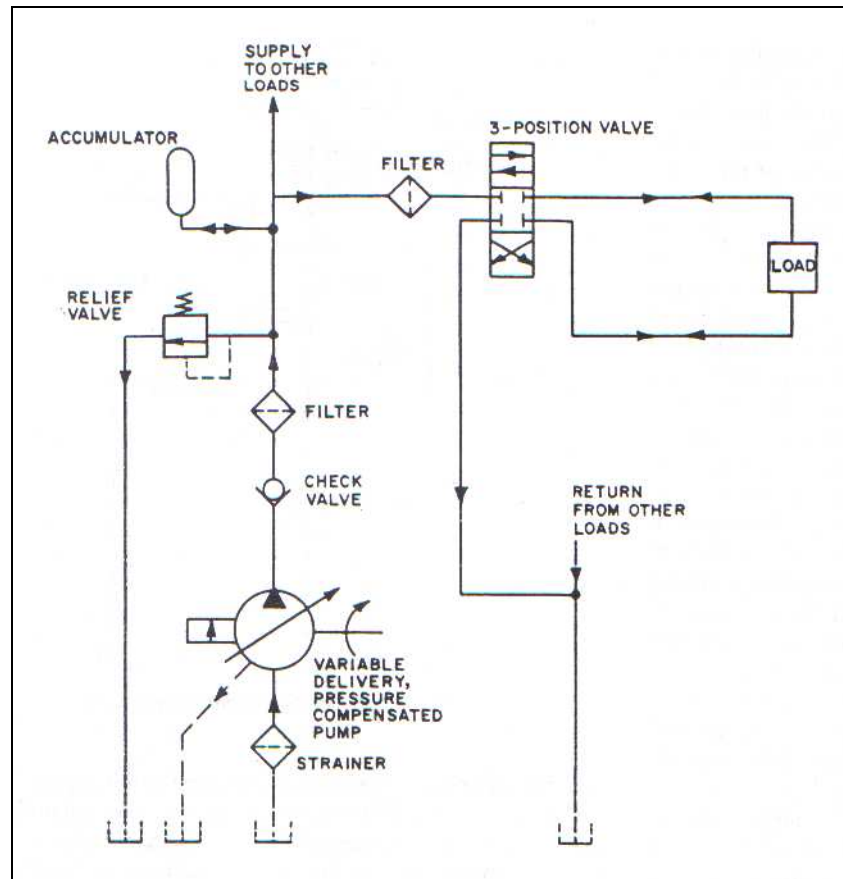 SUPPLY
TO OTHER
LOADS
ACCUMULATOR
3-POSITION VALVE
FILTER
LOAD
RELIEF
VALVE
FILTER
CHECK
VALVE
RETURN
FROM OTHER
LOADS
VARIABLE
DELIVERY,
PRESSURE
COMPENSATED
PUMP
STRAINER